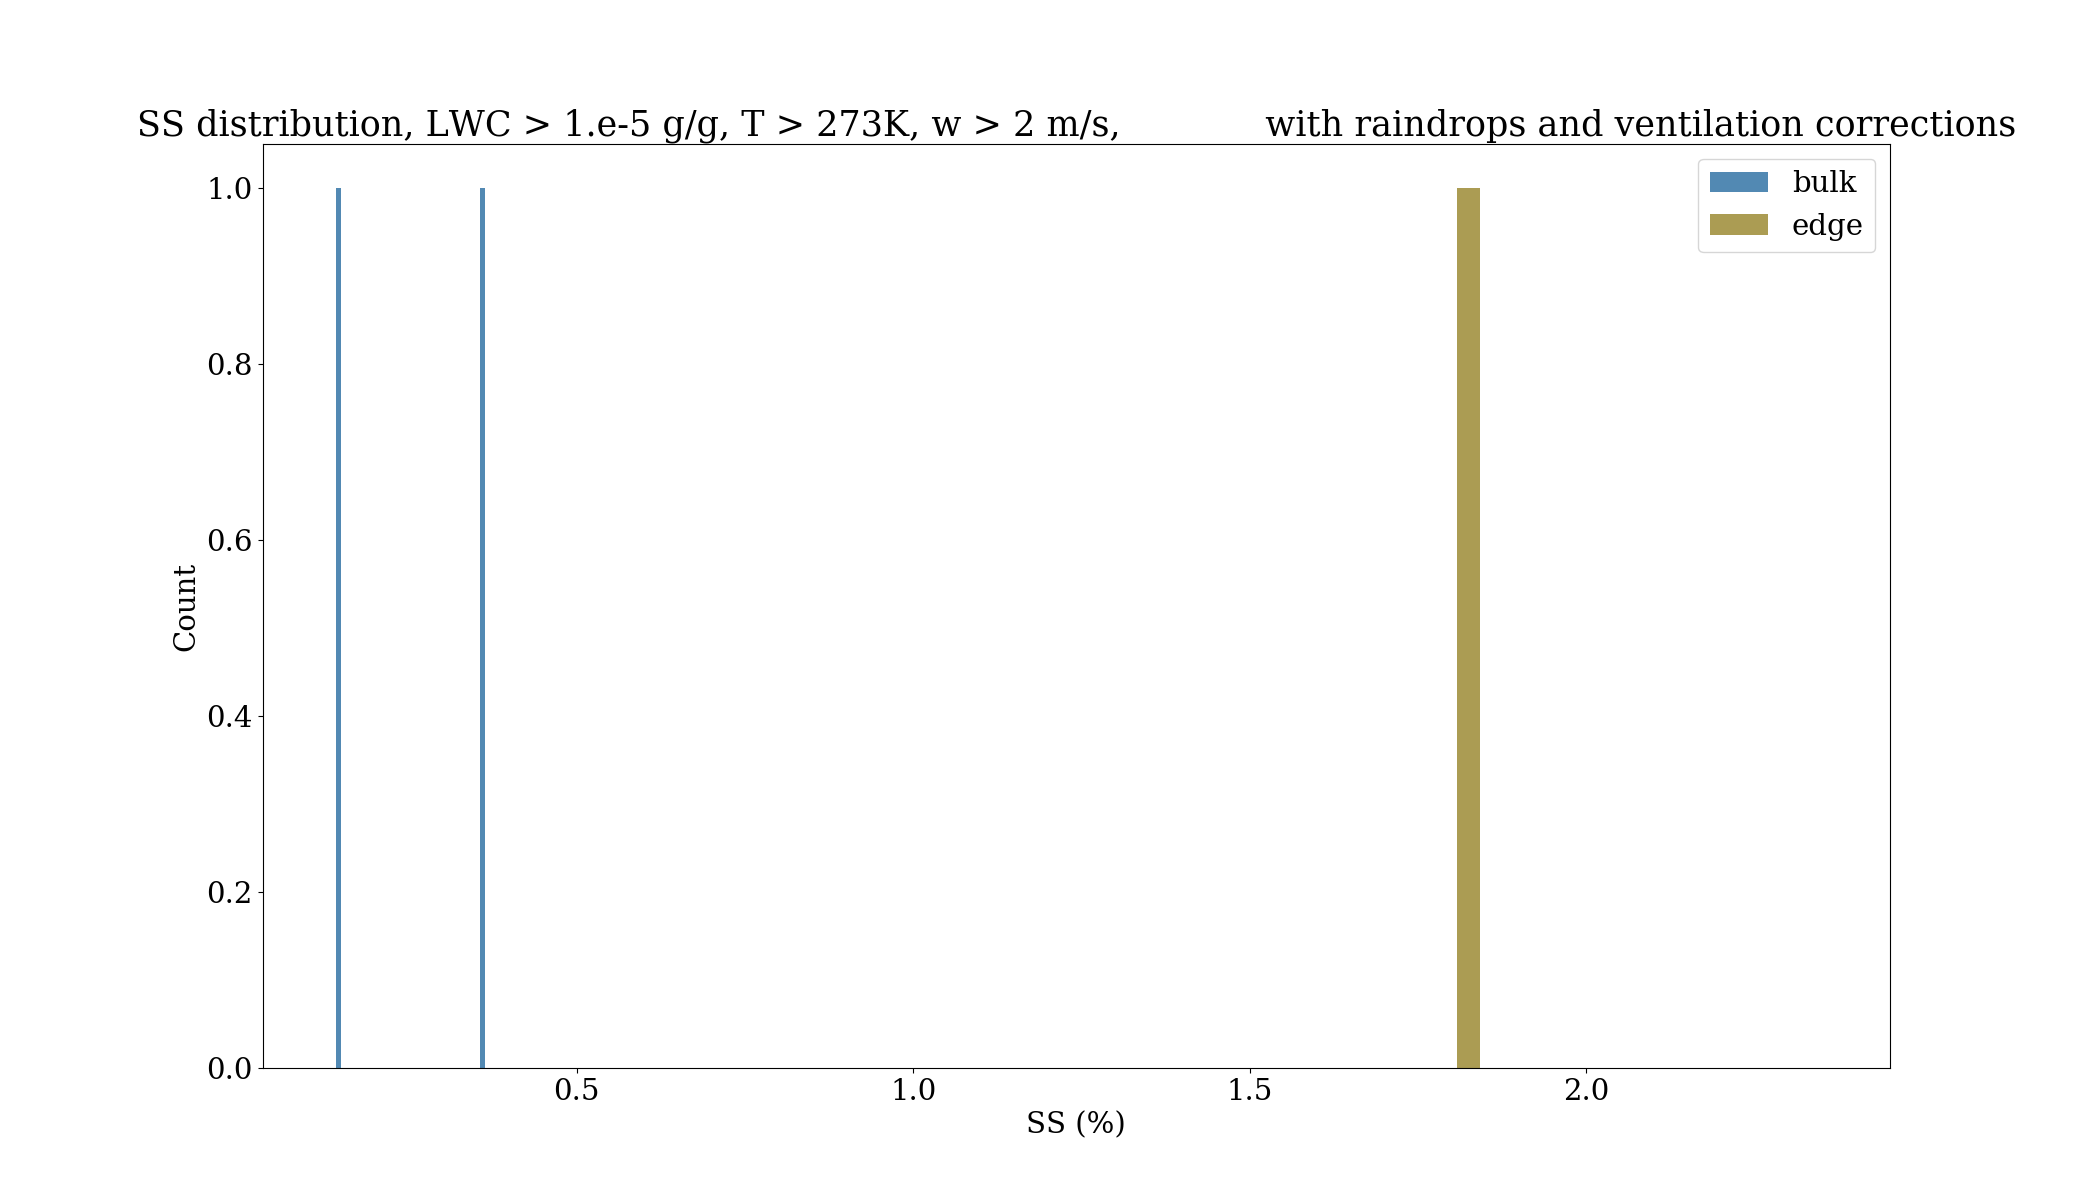 SS distribution, LWC > 1.e-5 g/g, T > 273K, w > 2 m/s, with raindrops and ventilation corrections
bulk
edge
1.0
0.8
0.6
0.4
0.2
0.0
Count
0.5 1.0 1.5 2.0
SS (%)